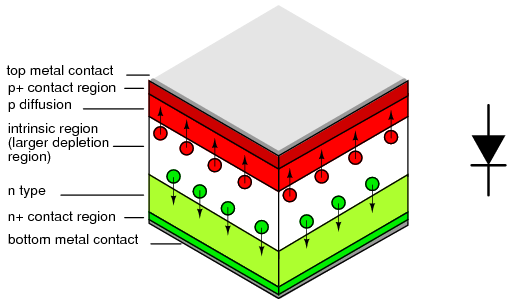 top metal contact
p+ contact region
p diffusion
intrinsic region
(larger depletion
region)
n type
n+ contact region
bottom metal contact